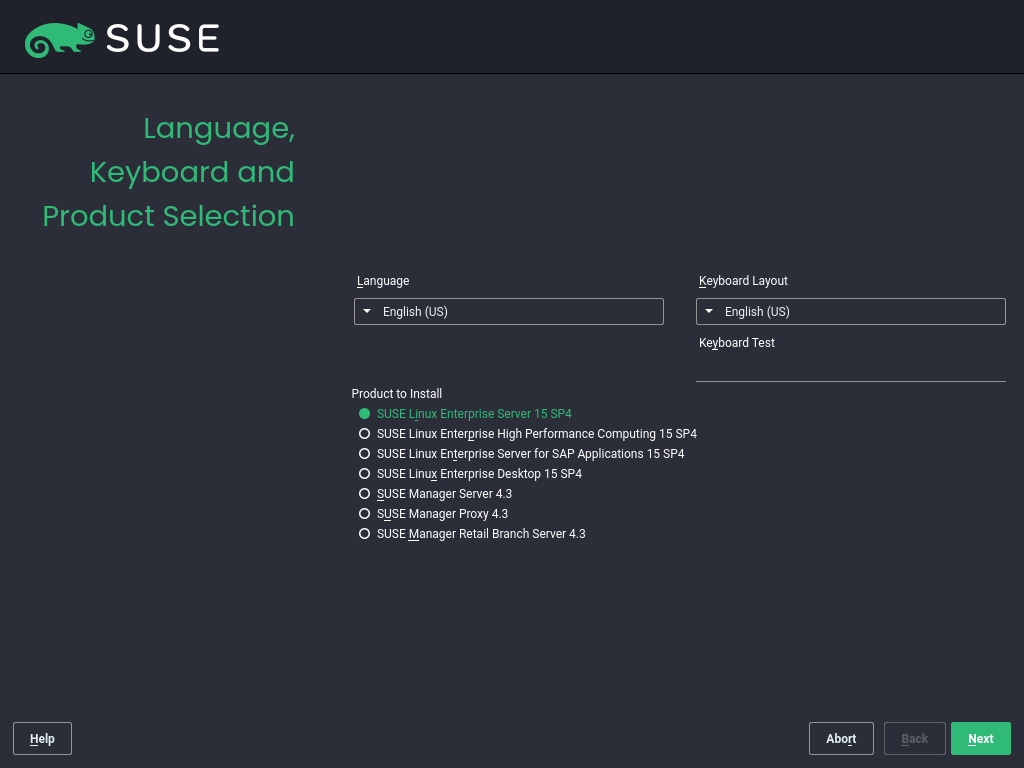 SUSE
Language,
Keyboard and
Product Selection
Language
Keyboard Layout
English (US)
English (US)
Keyboard Test
Product to Install
SUSE Linux Enterprise Server 15 SP4
SUSE Linux Enterprise High Performance Computing 15 SP4
SUSE Linux Enterprise Server for SAP Applications 15 SP4
SUSE Linux Enterprise Desktop 15 SP4
SUSE Manager Server 4.3
SUSE Manager Proxy 4.3
SUSE Manager Retail Branch Server 4.3
Help
Abort
Back
Next